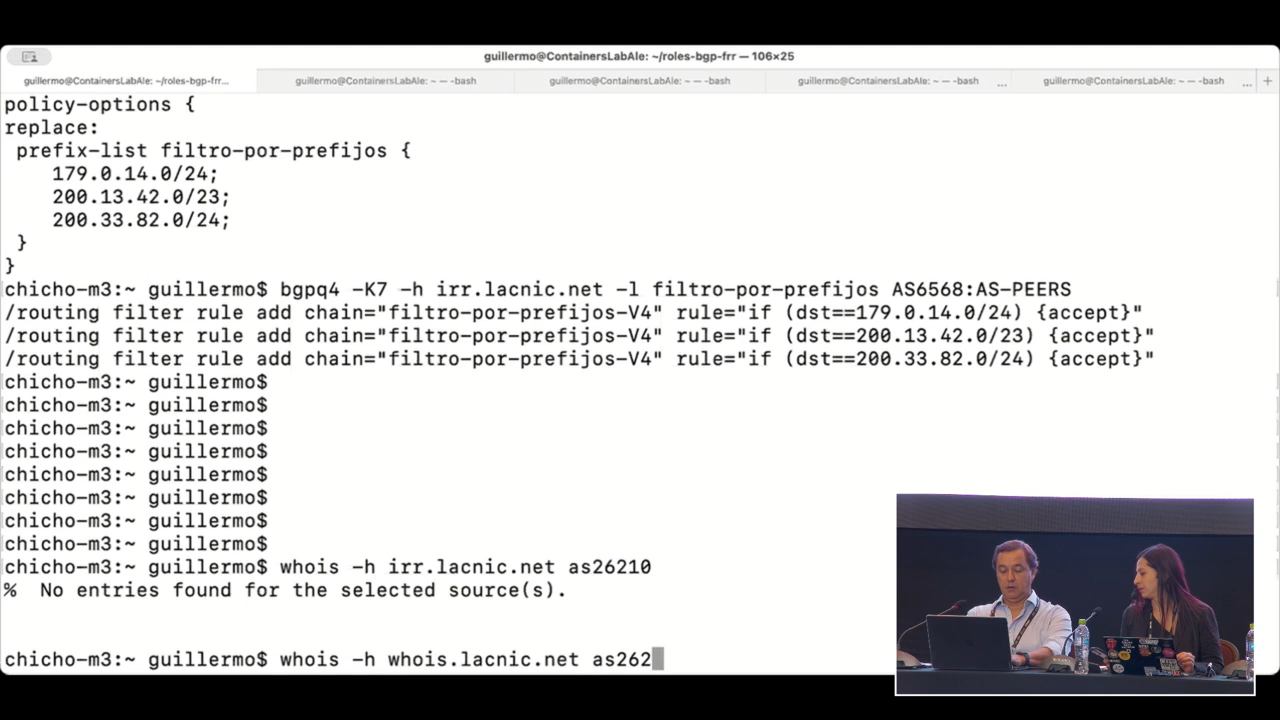 guillermo@ContainersLabAle: ~/roles-bgp-frr — 106×25
guillermo@ContainersLabAle: ~/roles-bgp-frr... guillermo@ContainersLabAle: ~ — -bash guillermo@ContainersLabAle: ~ — -bash guillermo@ContainersLabAle: ~ — -bash ... guillermo@ContainersLabAle: ~ — -bash ... +
policy-options {
replace:
 prefix-list filtro-por-prefijos {
    179.0.14.0/24;
    200.13.42.0/23;
    200.33.82.0/24;
 }
}
chicho-m3:~ guillermo$ bgpq4 -K7 -h irr.lacnic.net -l filtro-por-prefijos AS6568:AS-PEERS
/routing filter rule add chain="filtro-por-prefijos-V4" rule="if (dst==179.0.14.0/24) {accept}"
/routing filter rule add chain="filtro-por-prefijos-V4" rule="if (dst==200.13.42.0/23) {accept}"
/routing filter rule add chain="filtro-por-prefijos-V4" rule="if (dst==200.33.82.0/24) {accept}"
chicho-m3:~ guillermo$
chicho-m3:~ guillermo$
chicho-m3:~ guillermo$
chicho-m3:~ guillermo$
chicho-m3:~ guillermo$
chicho-m3:~ guillermo$
chicho-m3:~ guillermo$
chicho-m3:~ guillermo$
chicho-m3:~ guillermo$ whois -h irr.lacnic.net as26210
%  No entries found for the selected source(s).
chicho-m3:~ guillermo$ whois -h whois.lacnic.net as262